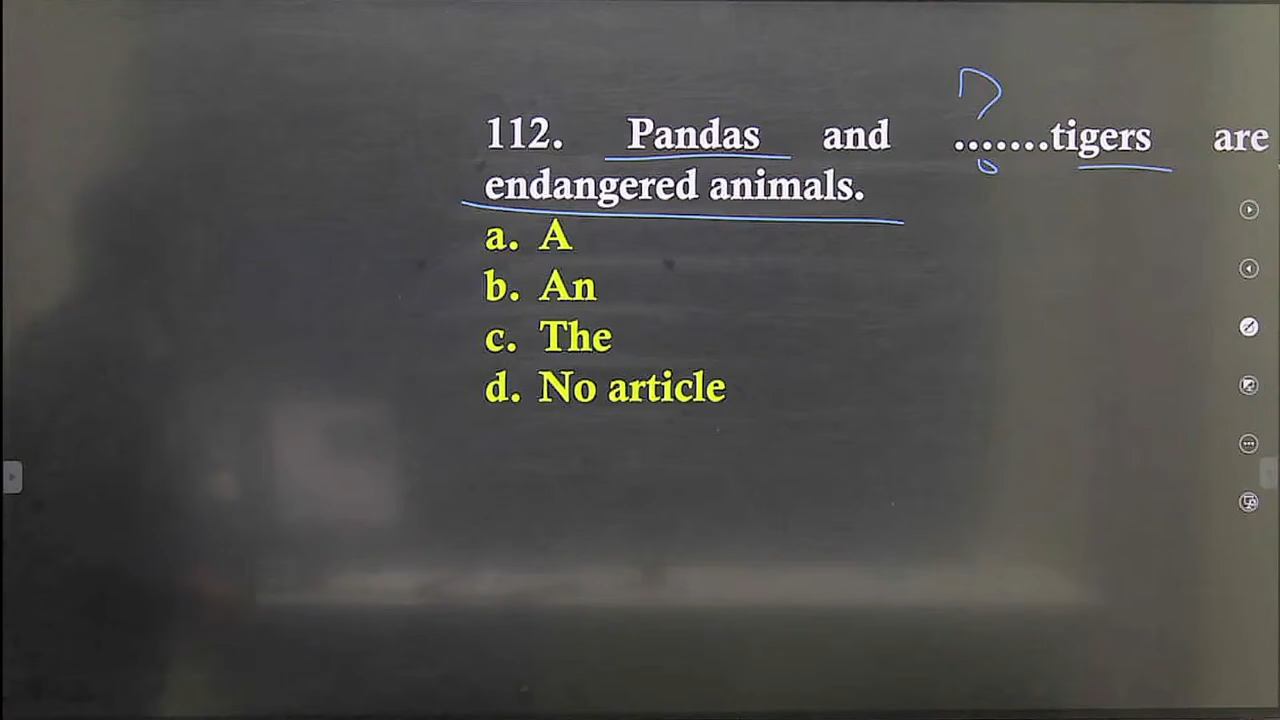 112. Pandas and .......tigers are
endangered animals.
a. A
b. An
c. The
d. No article